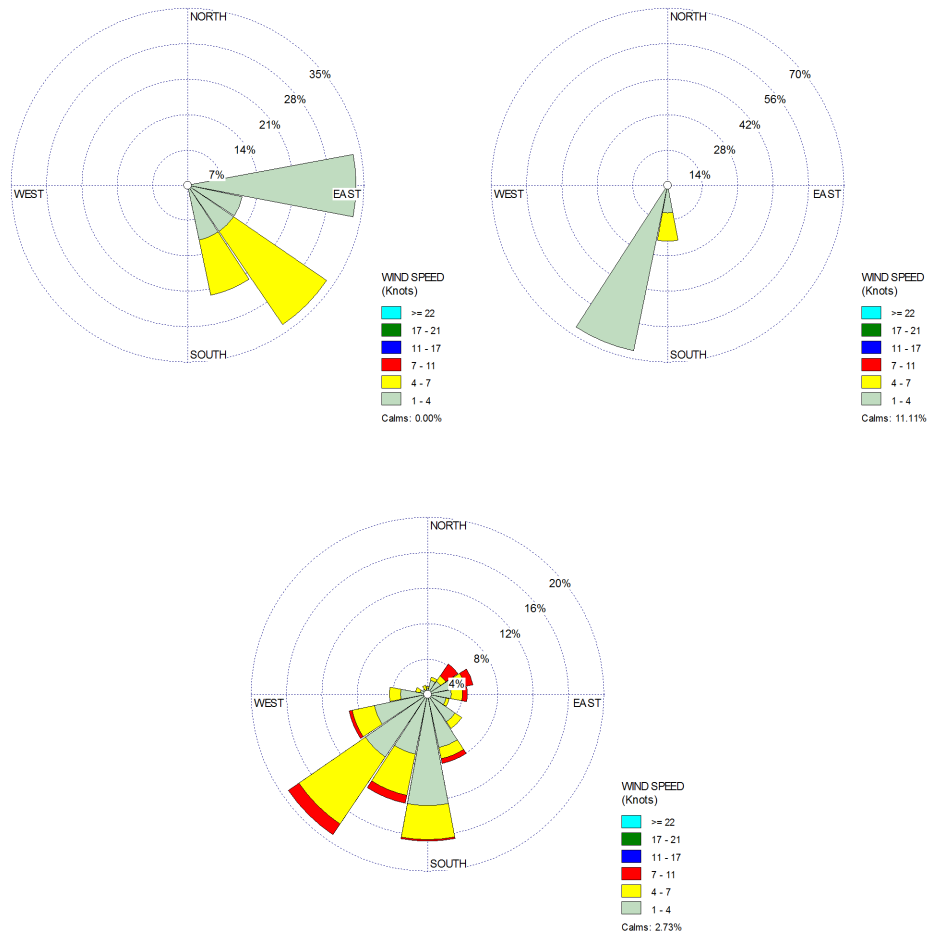 NORTH
35%
28%
21%
14%
7%
WEST
EAST
SOUTH
WIND SPEED
(Knots)
>= 22
17 - 21
11 - 17
7 - 11
4 - 7
1 - 4
Calms: 0.00%
NORTH
70%
56%
42%
28%
14%
WEST
EAST
SOUTH
WIND SPEED
(Knots)
>= 22
17 - 21
11 - 17
7 - 11
4 - 7
1 - 4
Calms: 11.11%
NORTH
20%
16%
12%
8%
4%
WEST
EAST
SOUTH
WIND SPEED
(Knots)
>= 22
17 - 21
11 - 17
7 - 11
4 - 7
1 - 4
Calms: 2.73%